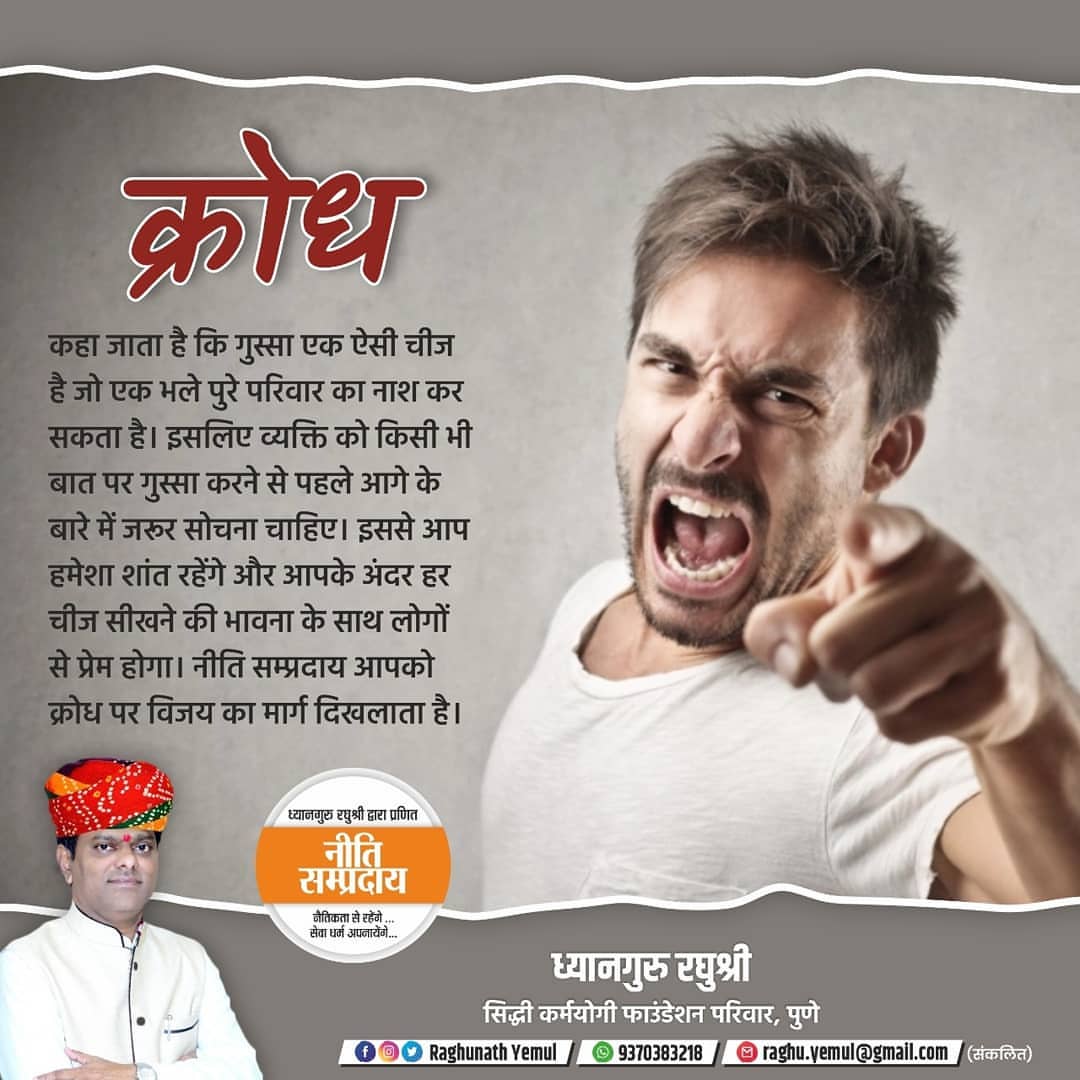 क्रोध
कहा जाता है कि गुस्सा एक ऐसी चीज
है जो एक भले पुरे परिवार का नाश कर
सकता है। इसलिए व्यक्ति को किसी भी
बात पर गुस्सा करने से पहले आगे के
बारे में जरूर सोचना चाहिए। इससे आप
हमेशा शांत रहेंगे और आपके अंदर हर
चीज सीखने की भावना के साथ लोगों
से प्रेम होगा। नीति सम्प्रदाय आपको
क्रोध पर विजय का मार्ग दिखलाता है।
ध्यानगुरु रघुश्री द्वारा प्रणित
नीति
सम्प्रदाय
नैतिकता से रहेंगे ...
सेवा धर्म अपनायेंगे...
ध्यानगुरु रघुश्री
सिद्धी कर्मयोगी फाउंडेशन परिवार, पुणे
Raghunath Yemul 9370383218 raghu.yemul@gmail.com (संकलित)